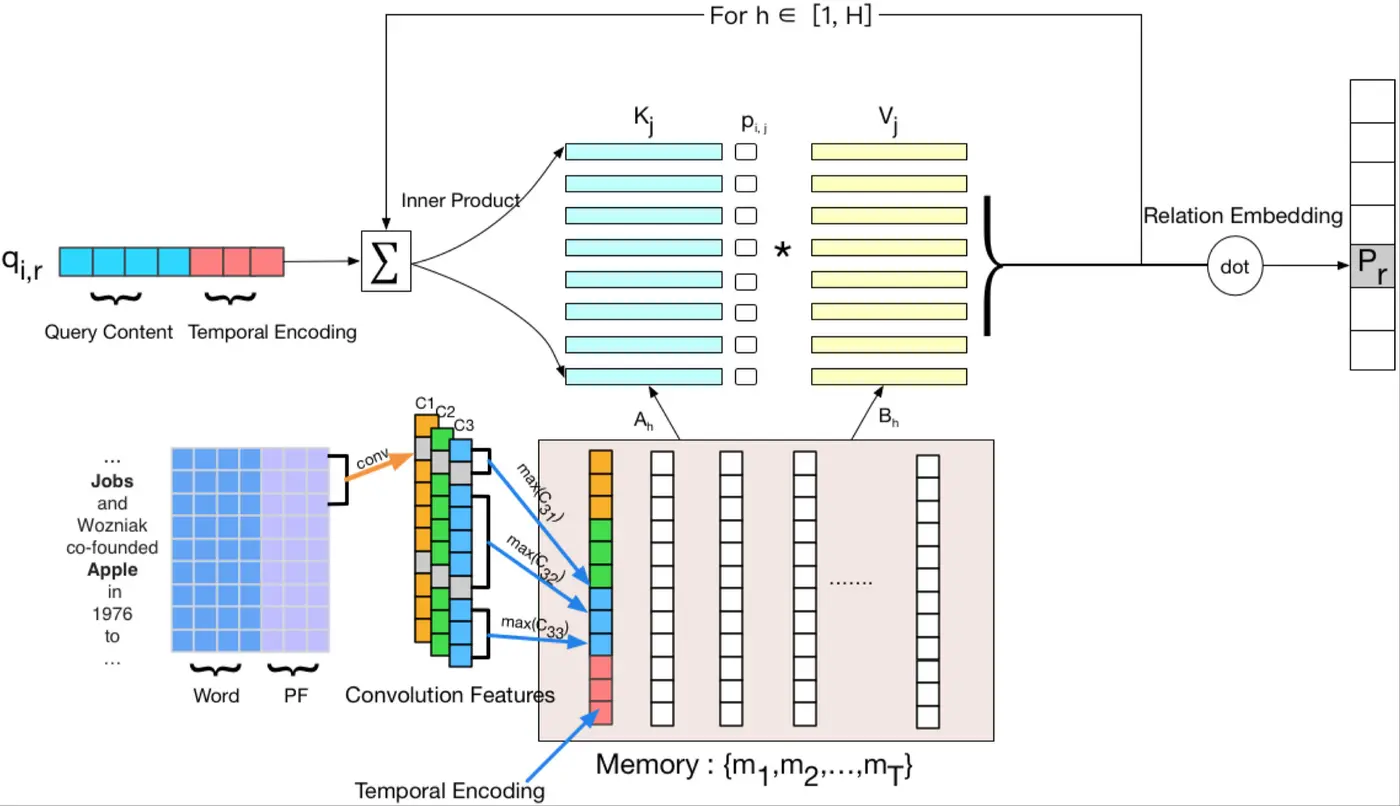 For h ∈ [1, H]
K_j
p_{i, j}
V_j
Inner Product
*
Relation Embedding
q_{i,r}
Σ
dot
P_r
Query Content
Temporal Encoding
A_h
B_h
C1
C2
C3
conv
max(C_{31})
max(C_{32})
max(C_{33})
...
Jobs
and
Wozniak
co-founded
Apple
in
1976
to
...
.......
Word
PF
Convolution Features
Memory : {m_1,m_2,...,m_T}
Temporal Encoding